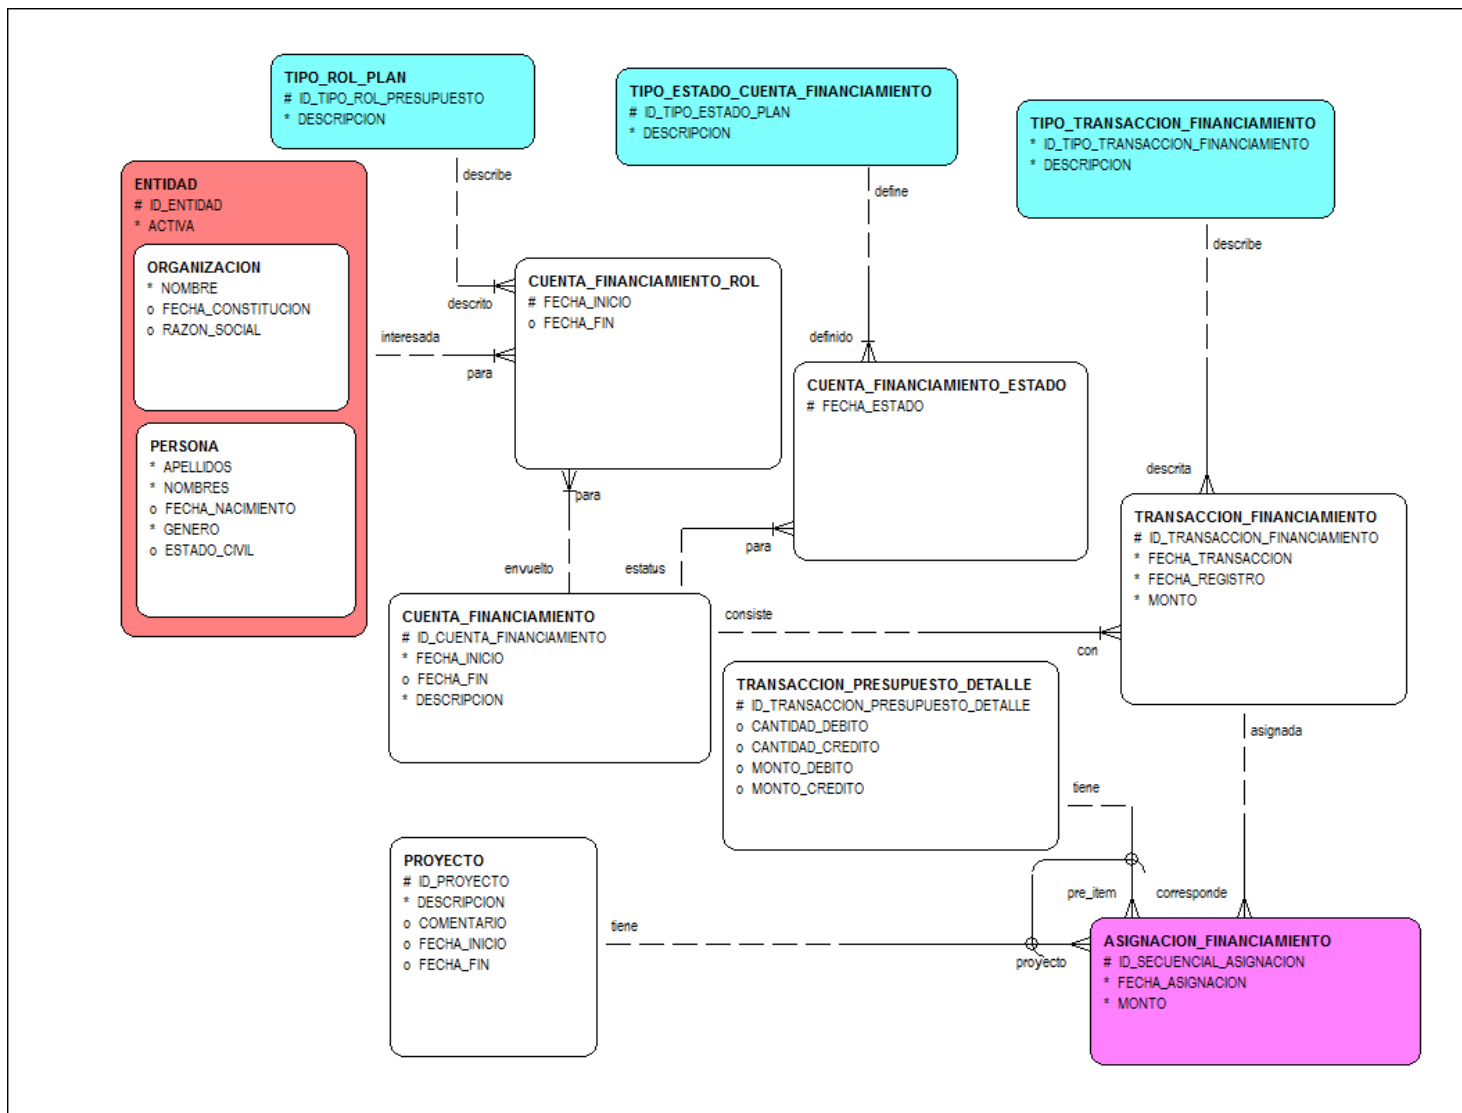 TIPO_ROL_PLAN
# ID_TIPO_ROL_PRESUPUESTO
* DESCRIPCION
TIPO_ESTADO_CUENTA_FINANCIAMIENTO
# ID_TIPO_ESTADO_PLAN
* DESCRIPCION
TIPO_TRANSACCION_FINANCIAMIENTO
* ID_TIPO_TRANSACCION_FINANCIAMIENTO
* DESCRIPCION
describe
define
describe
ENTIDAD
# ID_ENTIDAD
* ACTIVA
ORGANIZACION
* NOMBRE
o FECHA_CONSTITUCION
o RAZON_SOCIAL
PERSONA
* APELLIDOS
* NOMBRES
o FECHA_NACIMIENTO
* GENERO
o ESTADO_CIVIL
descrito
interesada
para
CUENTA_FINANCIAMIENTO_ROL
# FECHA_INICIO
o FECHA_FIN
definido
CUENTA_FINANCIAMIENTO_ESTADO
# FECHA_ESTADO
para
para
envuelto
estatus
descrita
TRANSACCION_FINANCIAMIENTO
# ID_TRANSACCION_FINANCIAMIENTO
* FECHA_TRANSACCION
* FECHA_REGISTRO
* MONTO
CUENTA_FINANCIAMIENTO
# ID_CUENTA_FINANCIAMIENTO
* FECHA_INICIO
o FECHA_FIN
* DESCRIPCION
consiste
con
TRANSACCION_PRESUPUESTO_DETALLE
# ID_TRANSACCION_PRESUPUESTO_DETALLE
o CANTIDAD_DEBITO
o CANTIDAD_CREDITO
o MONTO_DEBITO
o MONTO_CREDITO
asignada
tiene
PROYECTO
# ID_PROYECTO
* DESCRIPCION
o COMENTARIO
o FECHA_INICIO
o FECHA_FIN
tiene
pre_item
corresponde
proyecto
ASIGNACION_FINANCIAMIENTO
# ID_SECUENCIAL_ASIGNACION
* FECHA_ASIGNACION
* MONTO